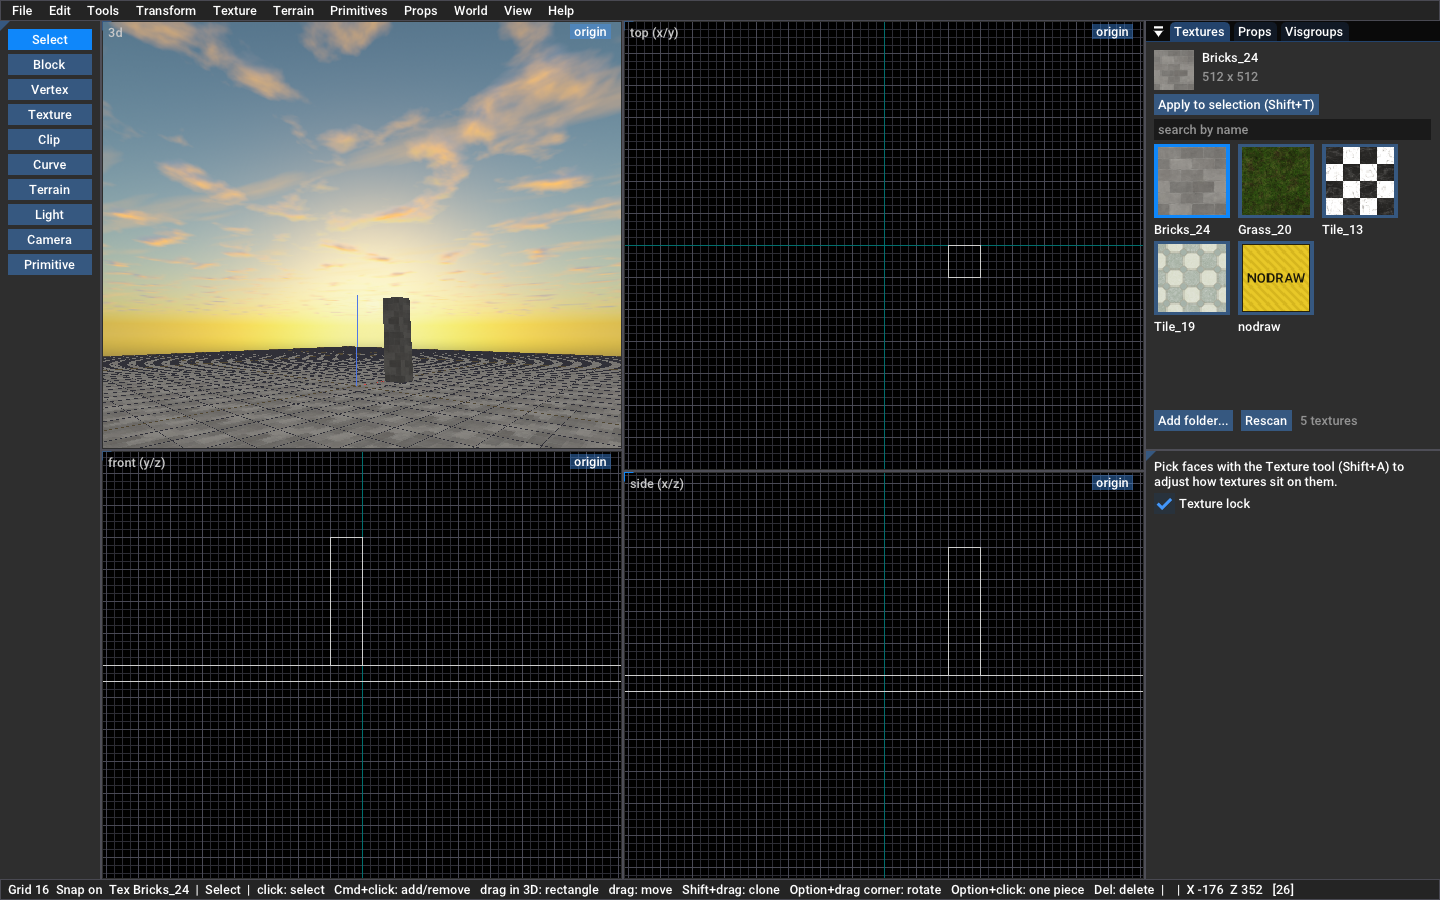 File Edit Tools Transform Texture Terrain Primitives Props World View Help
Select
Block
Vertex
Texture
Clip
Curve
Terrain
Light
Camera
Primitive
3d origin
top (x/y) origin
front (y/z) origin
side (x/z) origin
Textures Props Visgroups
Bricks_24
512 x 512
Apply to selection (Shift+T)
search by name
Bricks_24 Grass_20 Tile_13
NODRAW
Tile_19 nodraw
Add folder... Rescan 5 textures
Pick faces with the Texture tool (Shift+A) to
adjust how textures sit on them.
Texture lock
Grid 16 Snap on Tex Bricks_24 | Select | click: select Cmd+click: add/remove drag in 3D: rectangle drag: move Shift+drag: clone Option+drag corner: rotate Option+click: one piece Del: delete | | X -176 Z 352 [26]